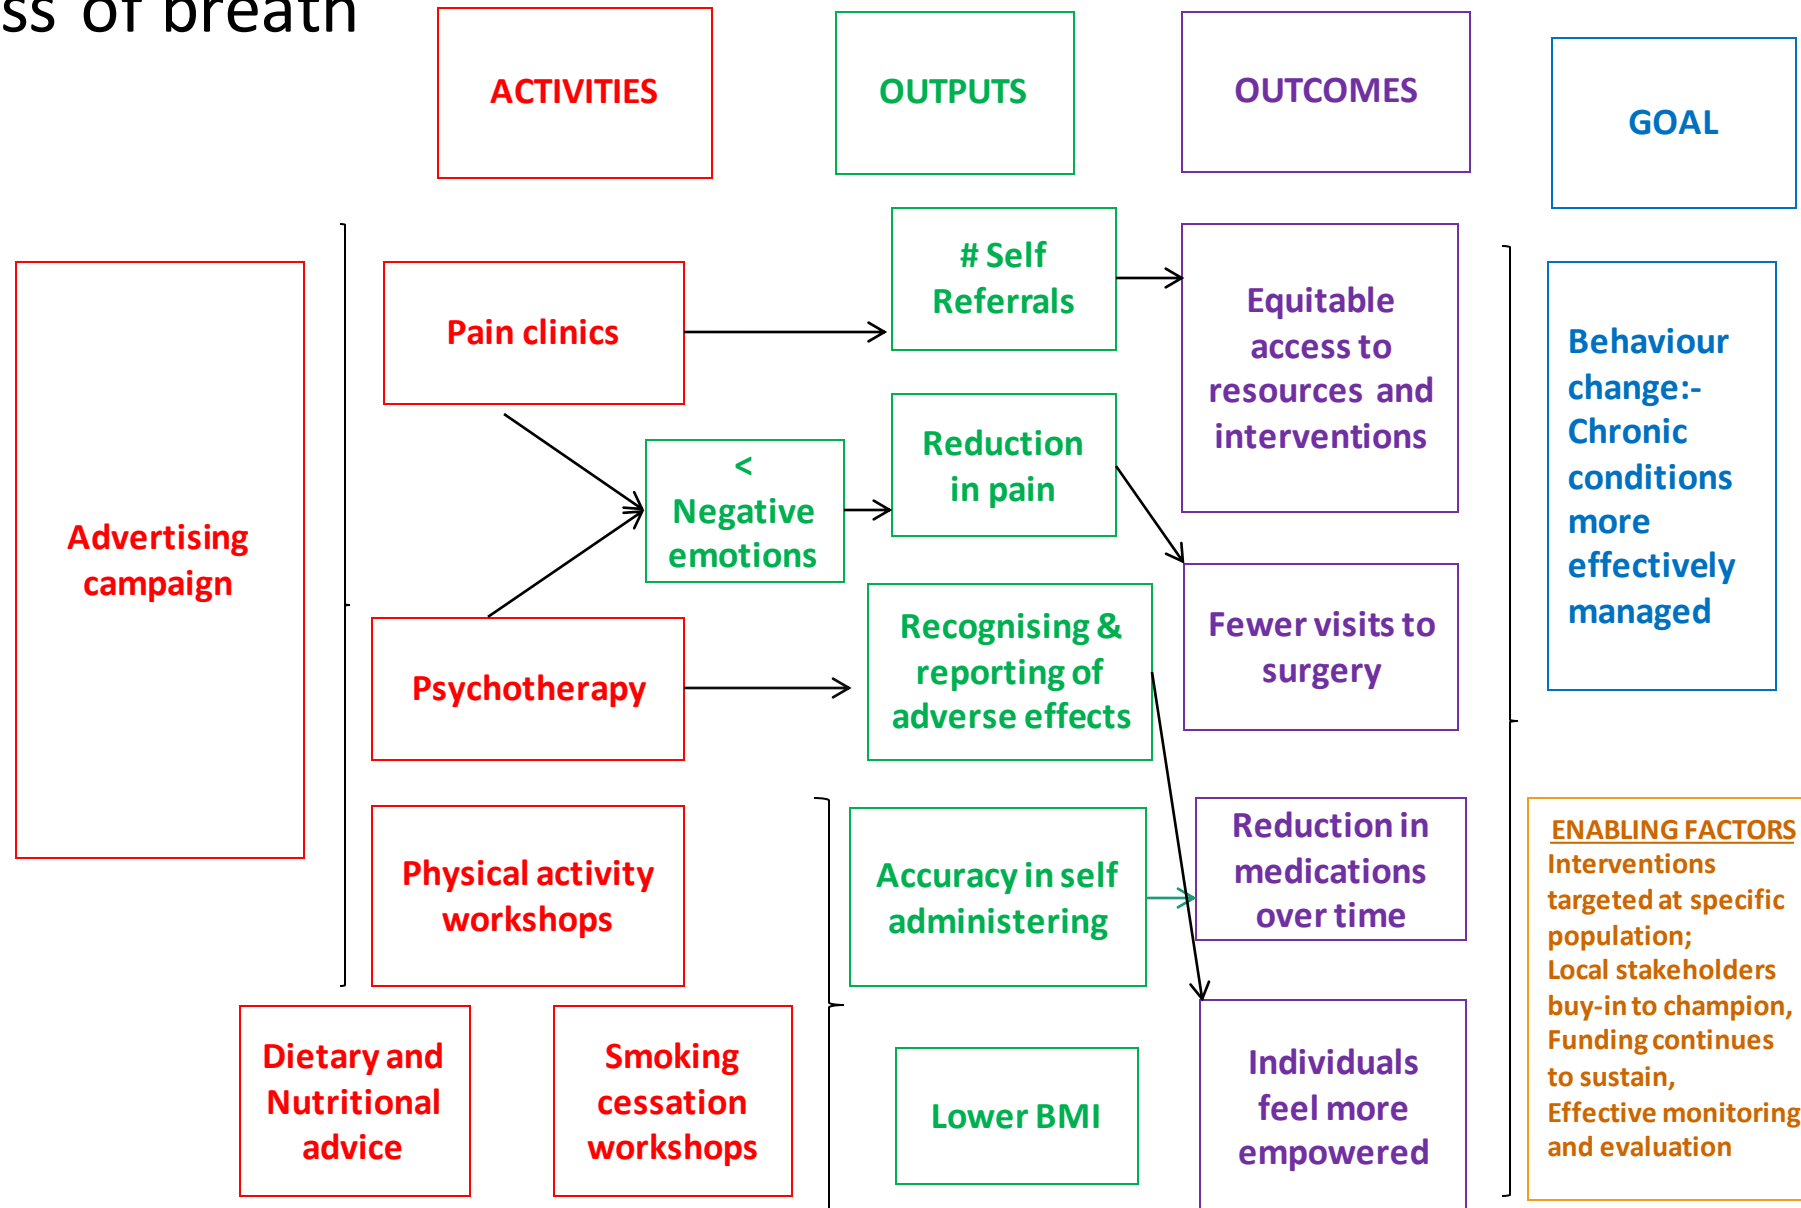 ss of breath
ACTIVITIES
OUTPUTS
OUTCOMES
GOAL
Advertising
campaign
Pain clinics
Psychotherapy
Physical activity
workshops
Dietary and
Nutritional
advice
Smoking
cessation
workshops
<
Negative
emotions
# Self
Referrals
Reduction
in pain
Recognising &
reporting of
adverse effects
Accuracy in self
administering
Lower BMI
Equitable
access to
resources and
interventions
Fewer visits to
surgery
Reduction in
medications
over time
Individuals
feel more
empowered
Behaviour
change:-
Chronic
conditions
more
effectively
managed
ENABLING FACTORS
Interventions
targeted at specific
population;
Local stakeholders
buy-in to champion,
Funding continues
to sustain,
Effective monitoring
and evaluation